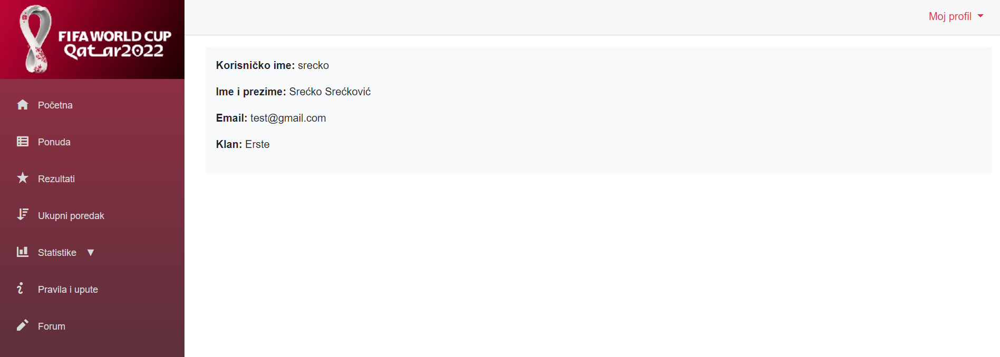 FIFA WORLD CUP
Qatar2022
Moj profil
Početna
Ponuda
Rezultati
Ukupni poredak
Statistike ▼
Pravila i upute
Forum
Korisničko ime: srecko
Ime i prezime: Srećko Srećković
Email: test@gmail.com
Klan: Erste